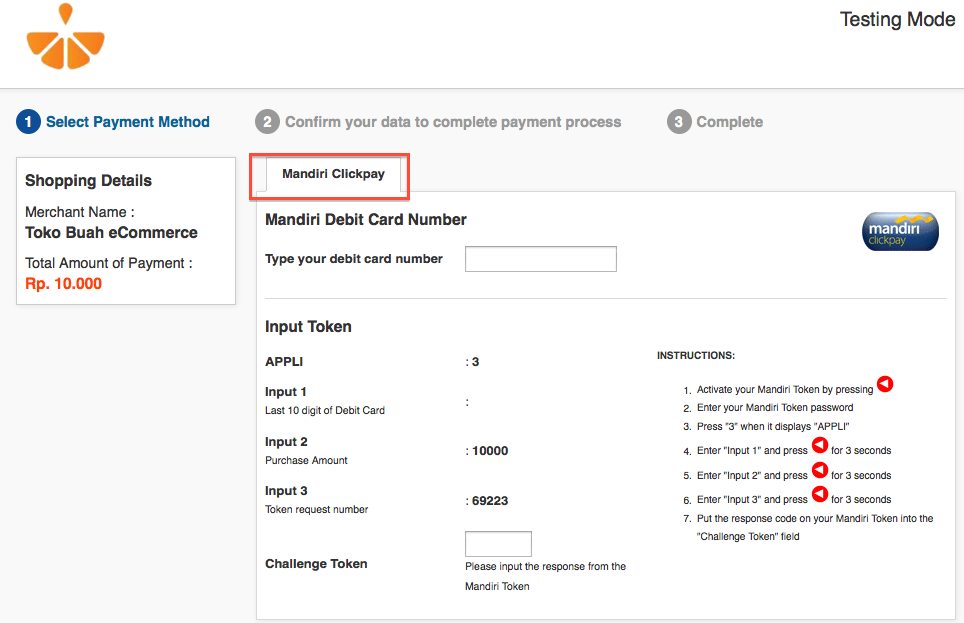 Testing Mode
1 Select Payment Method
2 Confirm your data to complete payment process
3 Complete
Shopping Details
Merchant Name :
Toko Buah eCommerce
Total Amount of Payment :
Rp. 10.000
Mandiri Clickpay
Mandiri Debit Card Number
mandiri
clickpay
Type your debit card number
Input Token
APPLI : 3
Input 1
Last 10 digit of Debit Card :
Input 2
Purchase Amount : 10000
Input 3
Token request number : 69223
Challenge Token
Please input the response from the
Mandiri Token
INSTRUCTIONS:
1. Activate your Mandiri Token by pressing
2. Enter your Mandiri Token password
3. Press "3" when it displays "APPLI"
4. Enter "Input 1" and press for 3 seconds
5. Enter "Input 2" and press for 3 seconds
6. Enter "Input 3" and press for 3 seconds
7. Put the response code on your Mandiri Token into the
"Challenge Token" field